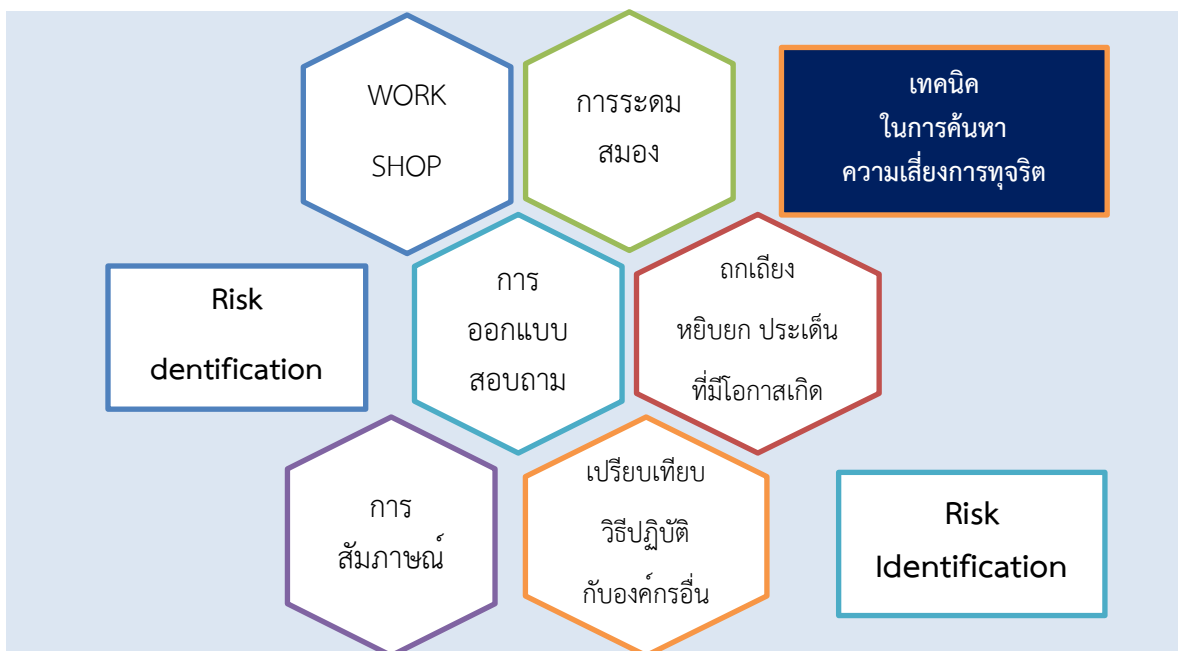 WORK
SHOP
การระดม
สมอง
เทคนิค
ในการค้นหา
ความเสี่ยงการทุจริต
Risk
dentification
การ
ออกแบบ
สอบถาม
ถกเถียง
หยิบยก ประเด็น
ที่มีโอกาสเกิด
การ
สัมภาษณ์
เปรียบเทียบ
วิธีปฏิบัติ
กับองค์กรอื่น
Risk
Identification